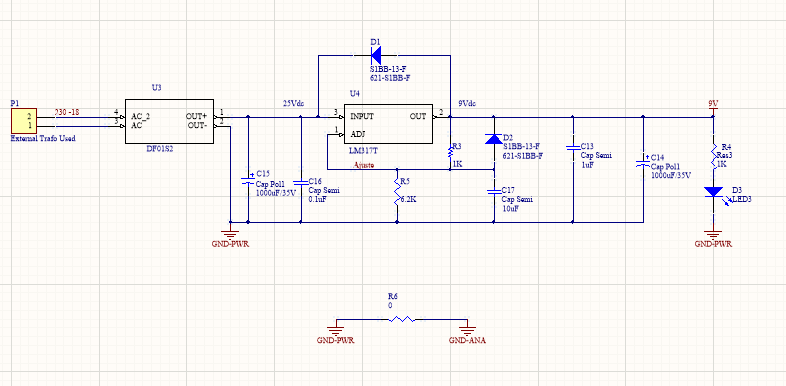 P1
2
1
External Trafo Used
230 -18
U3
4
3
AC_2
AC
OUT+
OUT-
1
2
DF01S2
25Vdc
C15
Cap Pol1
1000uF/35V
C16
Cap Semi
0.1uF
GND-PWR
D1
S1BB-13-F
621-S1BB-F
U4
3
INPUT
OUT
2
1
ADJ
LM317T
Ajuste
9Vdc
R3
1K
R5
6.2K
D2
S1BB-13-F
621-S1BB-F
C17
Cap Semi
10uF
C13
Cap Semi
1uF
C14
Cap Pol1
1000uF/35V
9V
R4
Res3
1K
D3
LED3
GND-PWR
R6
0
GND-PWR
GND-ANA